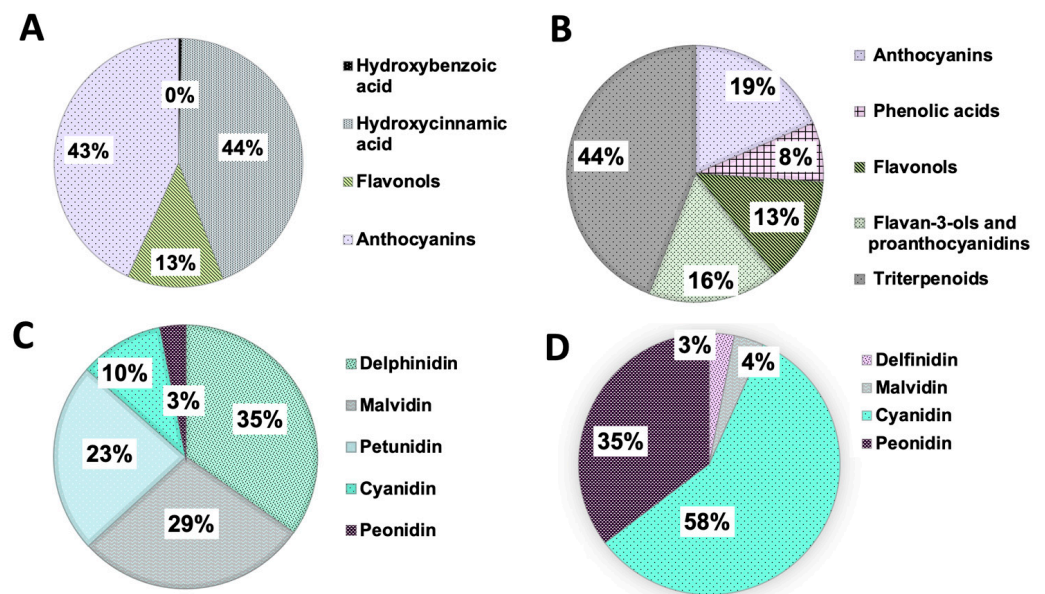 A
0%
43%
44%
13%
Hydroxybenzoic
acid
Hydroxycinnamic
acid
Flavonols
Anthocyanins
B
19%
8%
44%
13%
16%
Anthocyanins
Phenolic acids
Flavonols
Flavan-3-ols and
proanthocyanidins
Triterpenoids
C
10%
3%
35%
23%
29%
Delphinidin
Malvidin
Petunidin
Cyanidin
Peonidin
D
3%
4%
35%
58%
Delfinidin
Malvidin
Cyanidin
Peonidin